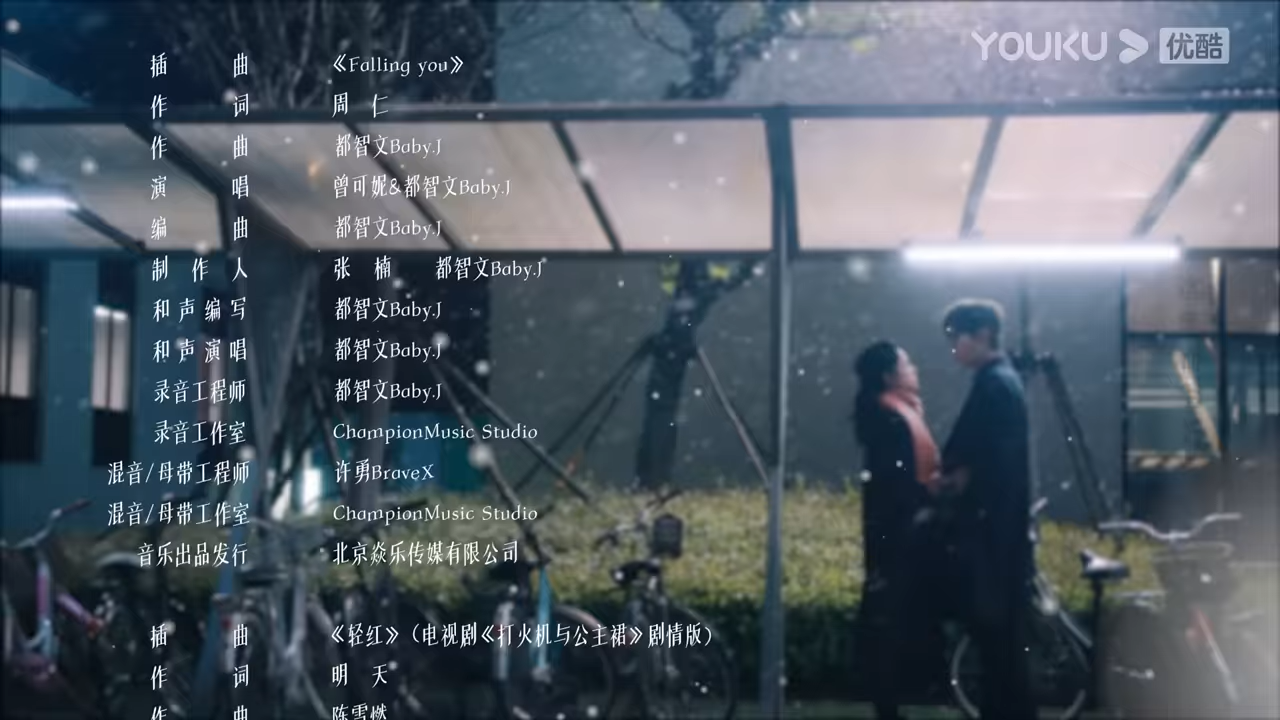 YOUKU 优酷
插曲 《Falling you》
作词 周仁
作曲 都智文Baby.J
演唱 曾可妮&都智文Baby.J
编曲 都智文Baby.J
制作人 张楠 都智文Baby.J
和声编写 都智文Baby.J
和声演唱 都智文Baby.J
录音工程师 都智文Baby.J
录音工作室 ChampionMusic Studio
混音/母带工程师 许勇BraveX
混音/母带工作室 ChampionMusic Studio
音乐出品发行 北京焱乐传媒有限公司
插曲 《轻红》（电视剧《打火机与公主裙》剧情版）
作词 明天
作曲 陈雪燃